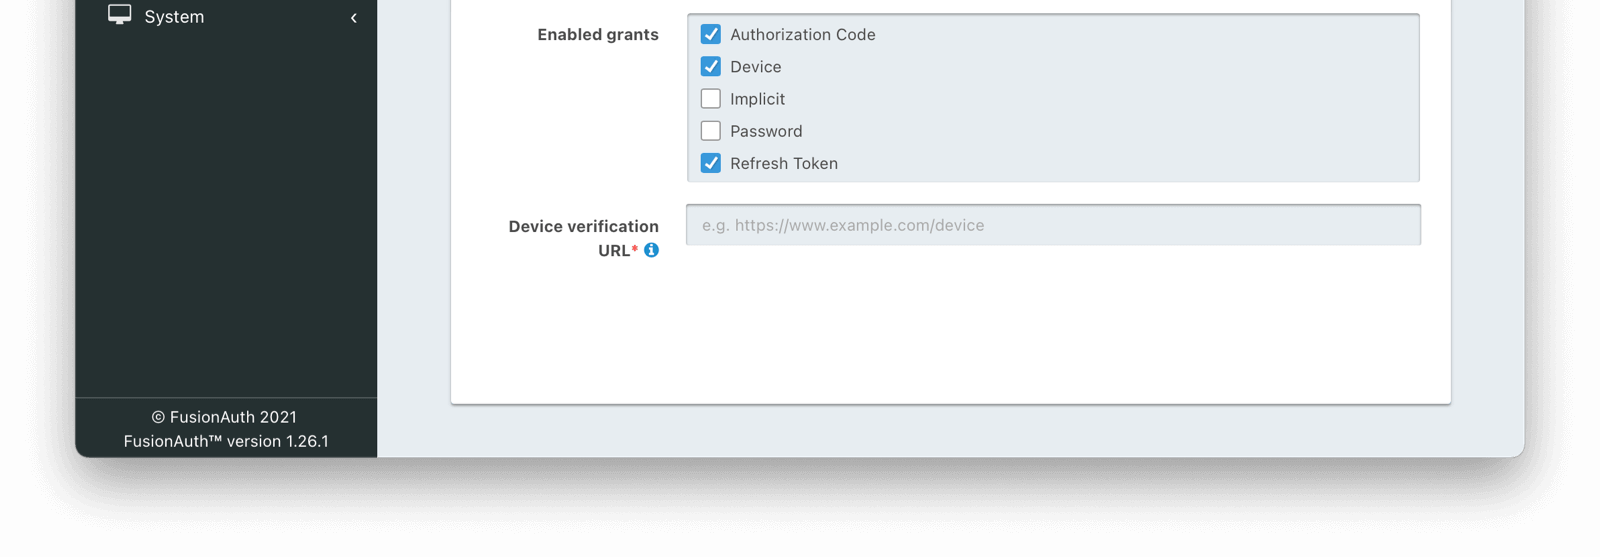 System
Enabled grants
Authorization Code
Device
Implicit
Password
Refresh Token
Device verification
URL*
e.g. https://www.example.com/device
© FusionAuth 2021
FusionAuth™ version 1.26.1